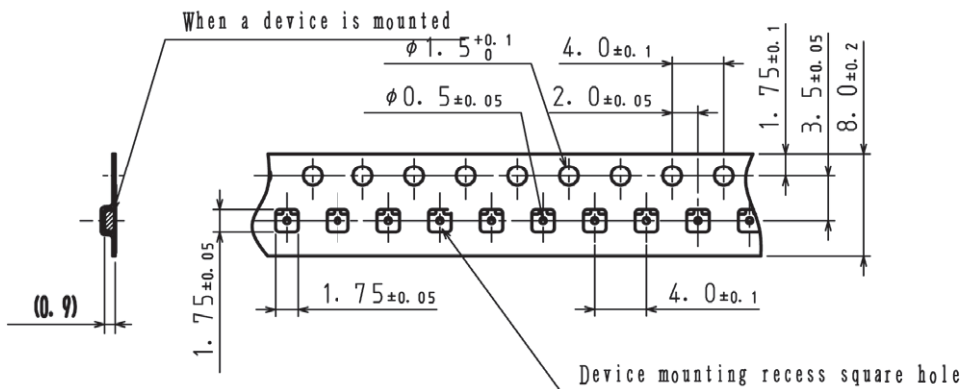 When a device is mounted
φ1. 5 +0. 1 0
4. 0±0. 1
φ0. 5±0. 05
2. 0±0. 05
1. 75±0. 1
3. 5±0. 05
8. 0±0. 2
1. 75±0. 05
(0. 9)
1. 75±0. 05
4. 0±0. 1
Device mounting recess square hole